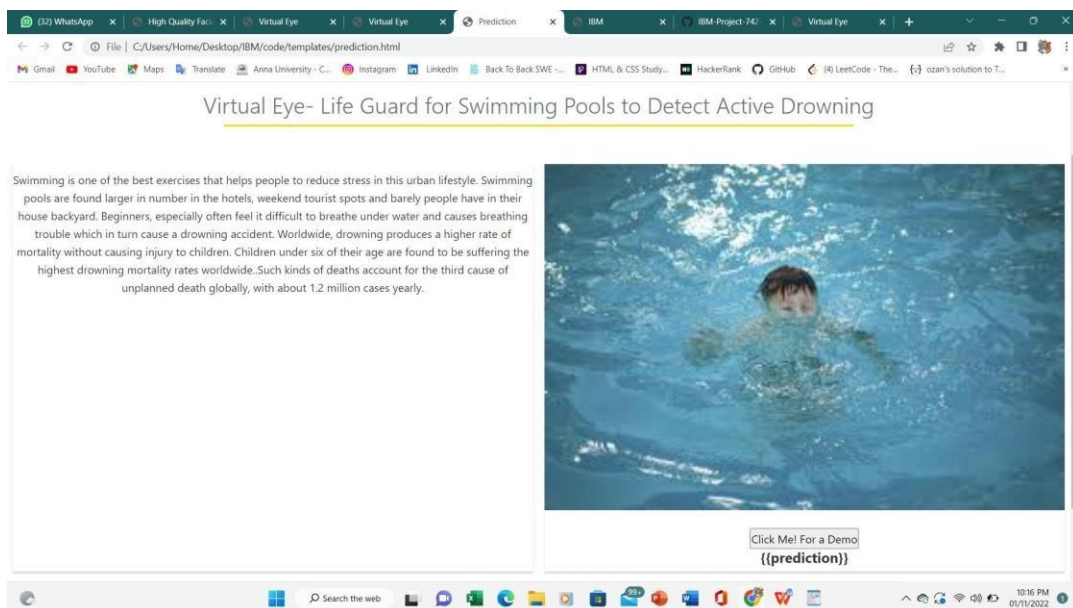 (32) WhatsApp
High Quality Faci
Virtual Eye
Virtual Eye
Prediction
IBM
IBM-Project-742-
Virtual Eye
File | C:/Users/Home/Desktop/IBM/code/templates/prediction.html
Gmail
YouTube
Maps
Translate
Anna University - C...
Instagram
LinkedIn
Back To Back SWE -...
HTML & CSS Study...
HackerRank
GitHub
(4) LeetCode - The...
ozan's solution to T...
Virtual Eye- Life Guard for Swimming Pools to Detect Active Drowning
Swimming is one of the best exercises that helps people to reduce stress in this urban lifestyle. Swimming
pools are found larger in number in the hotels, weekend tourist spots and barely people have in their
house backyard. Beginners, especially often feel it difficult to breathe under water and causes breathing
trouble which in turn cause a drowning accident. Worldwide, drowning produces a higher rate of
mortality without causing injury to children. Children under six of their age are found to be suffering the
highest drowning mortality rates worldwide..Such kinds of deaths account for the third cause of
unplanned death globally, with about 1.2 million cases yearly.
Click Me! For a Demo
{{prediction}}
Search the web
99+
10:16 PM
01/11/2022